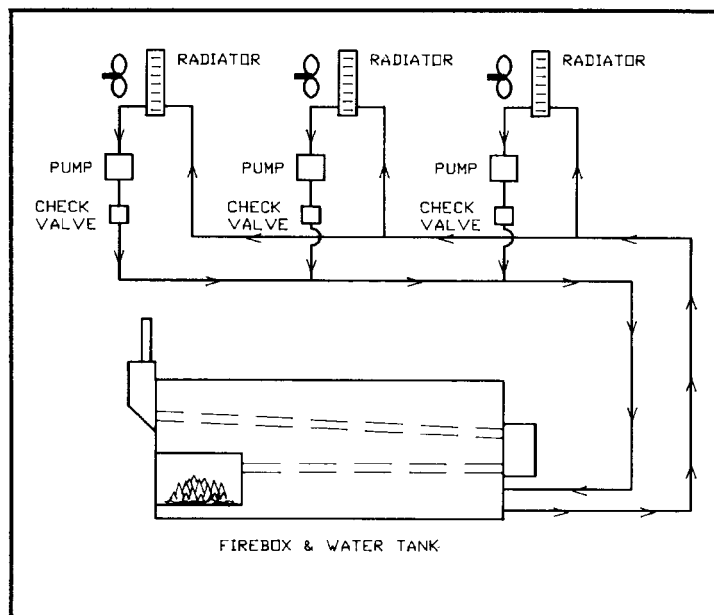 RADIATOR
RADIATOR
RADIATOR
PUMP
PUMP
PUMP
CHECK
VALVE
CHECK
VALVE
CHECK
VALVE
FIREBOX & WATER TANK